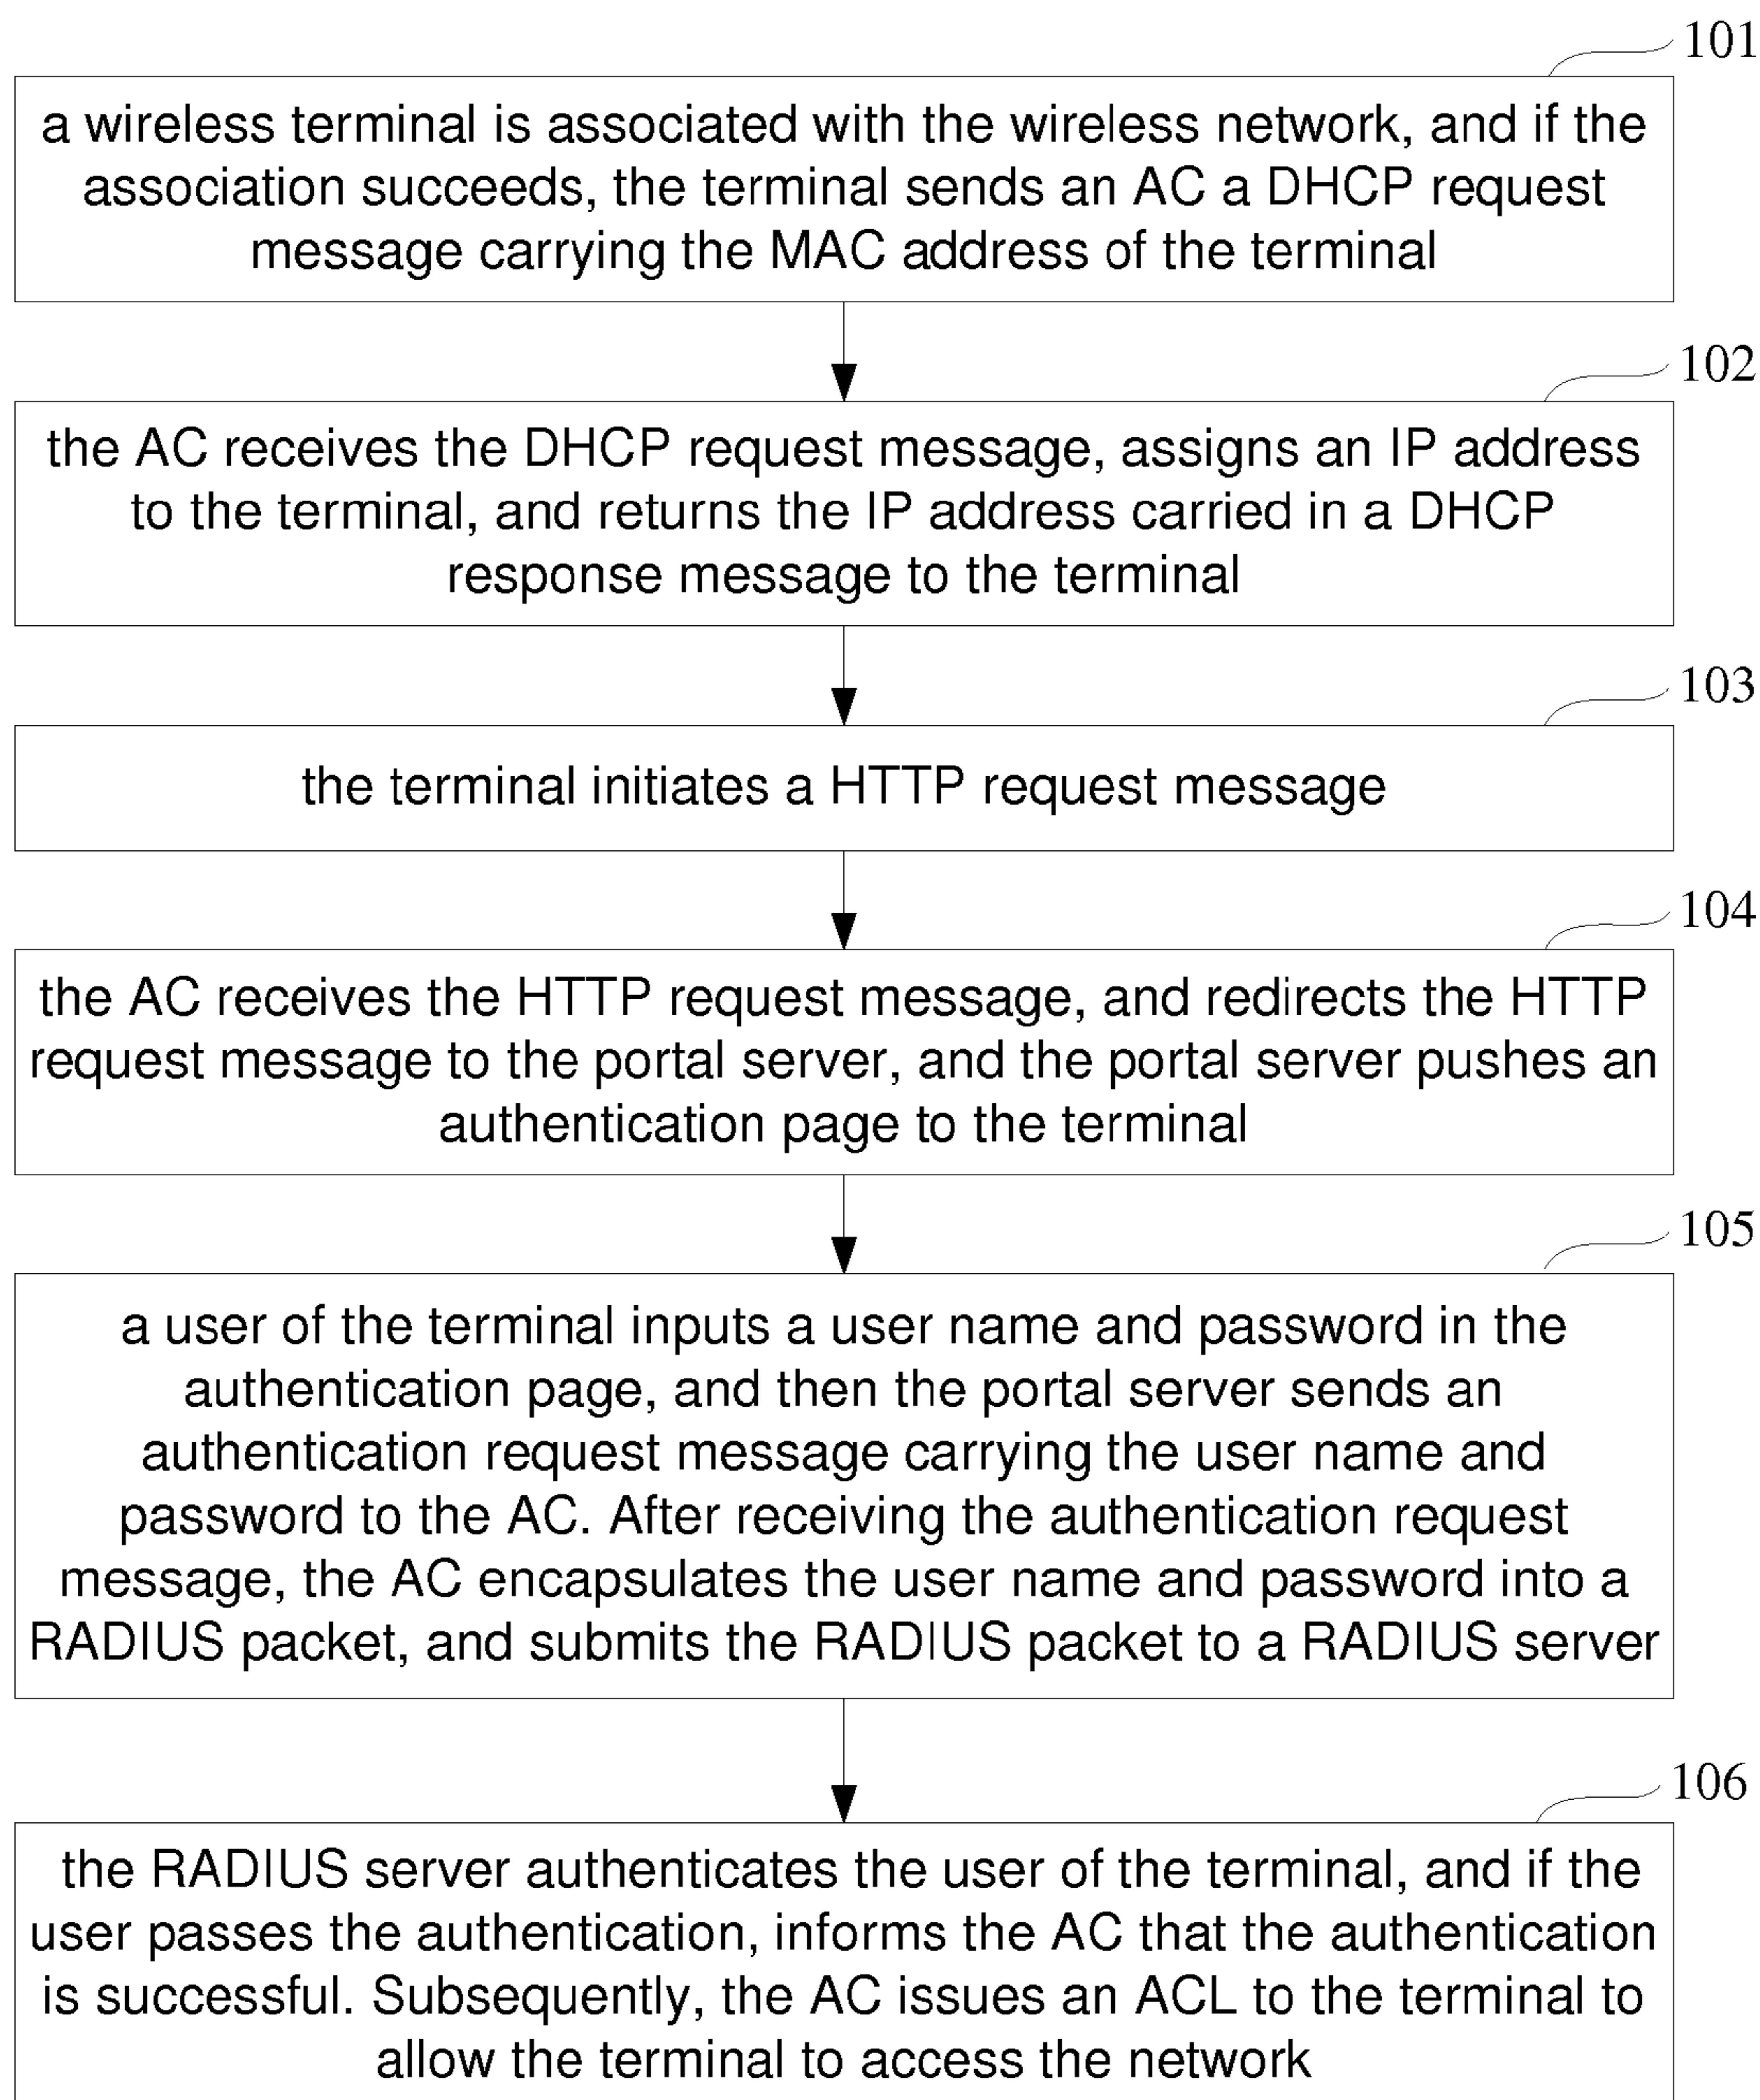 101
a wireless terminal is associated with the wireless network, and if the
association succeeds, the terminal sends an AC a DHCP request
message carrying the MAC address of the terminal
102
the AC receives the DHCP request message, assigns an IP address
to the terminal, and returns the IP address carried in a DHCP
response message to the terminal
103
the terminal initiates a HTTP request message
104
the AC receives the HTTP request message, and redirects the HTTP
request message to the portal server, and the portal server pushes an
authentication page to the terminal
105
a user of the terminal inputs a user name and password in the
authentication page, and then the portal server sends an
authentication request message carrying the user name and
password to the AC. After receiving the authentication request
message, the AC encapsulates the user name and password into a
RADIUS packet, and submits the RADIUS packet to a RADIUS server
106
the RADIUS server authenticates the user of the terminal, and if the
user passes the authentication, informs the AC that the authentication
is successful. Subsequently, the AC issues an ACL to the terminal to
allow the terminal to access the network